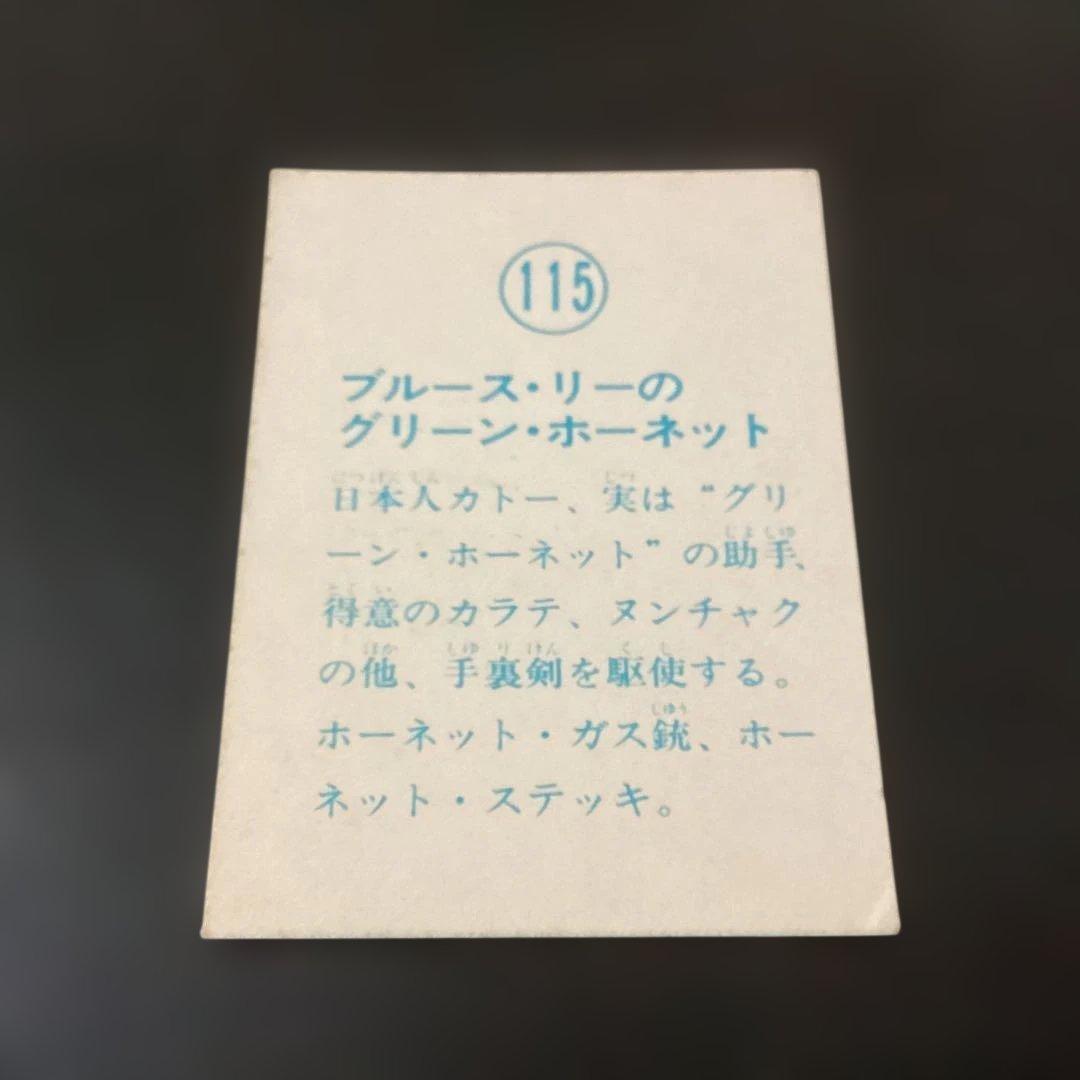 115
ブルース・リーの
グリーン・ホーネット
日本人カトー、実は“グリ
ーン・ホーネット”の助手、
得意のカラテ、ヌンチャク
の他、手裏剣を駆使する。
ホーネット・ガス銃、ホー
ネット・ステッキ。